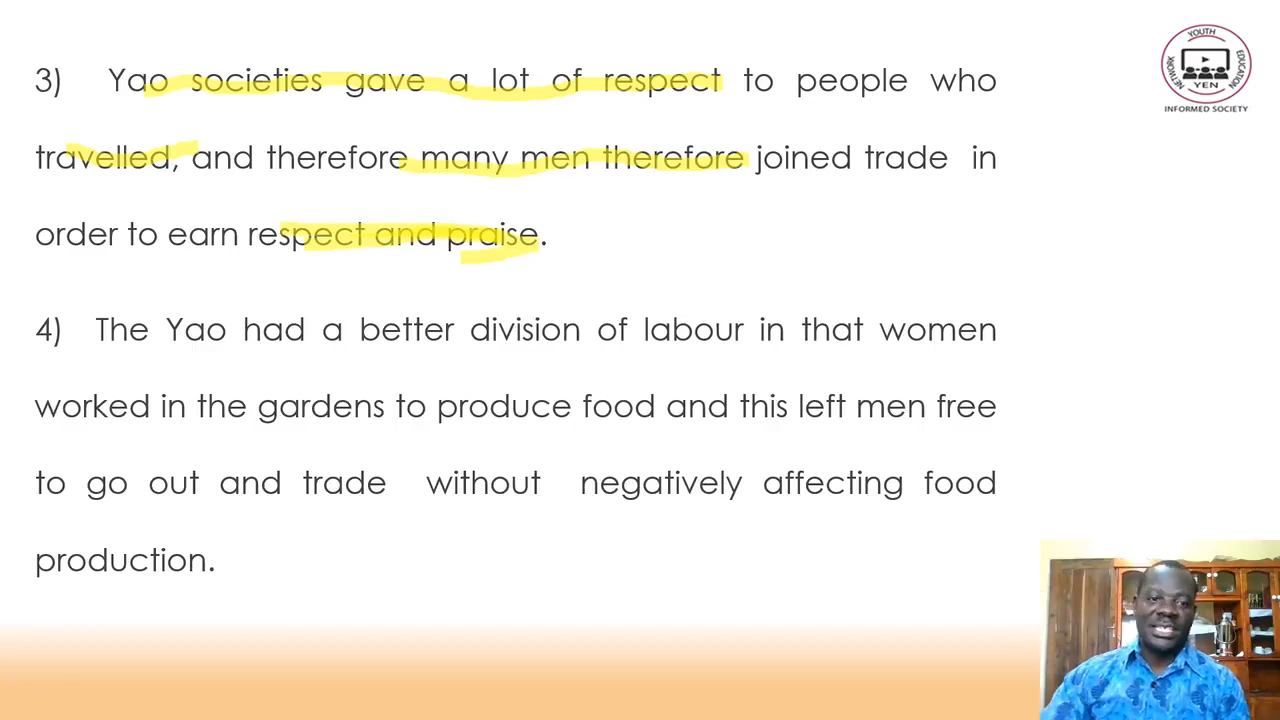 3) Yao societies gave a lot of respect to people who
travelled, and therefore many men therefore joined trade in
order to earn respect and praise.
4) The Yao had a better division of labour in that women
worked in the gardens to produce food and this left men free
to go out and trade without negatively affecting food
production.
YOUTH
EDUCATION
NETWORK
YEN
INFORMED SOCIETY